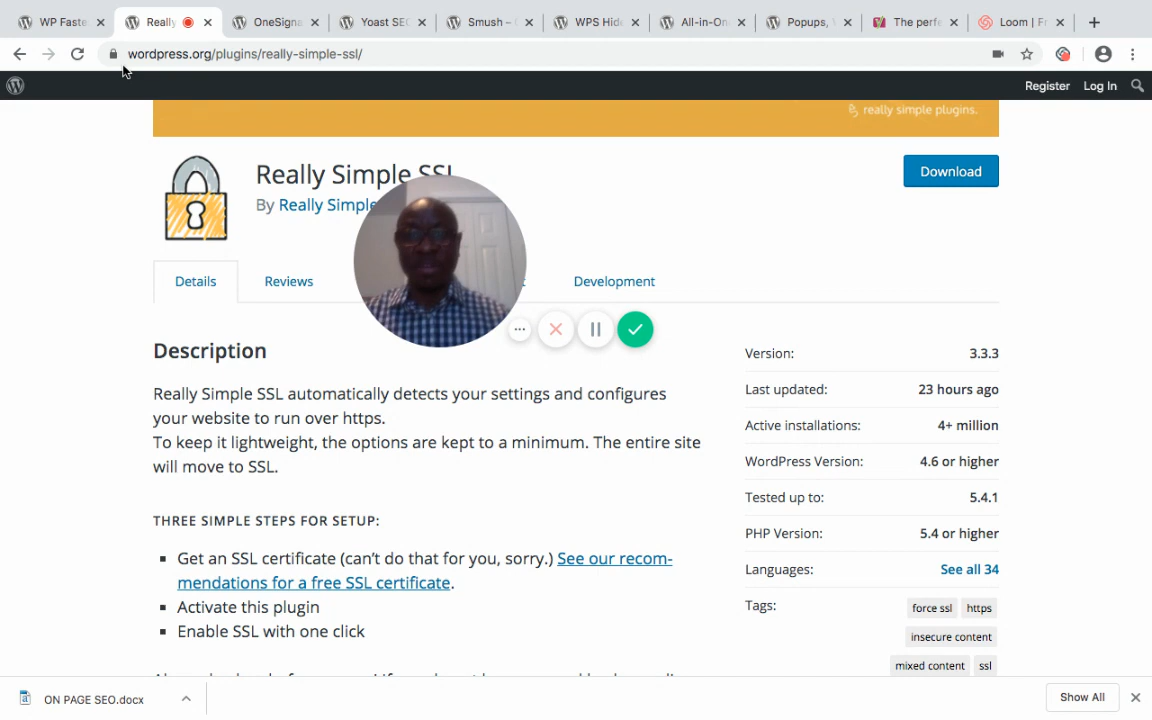 WP Faste
Really
OneSigna
Yoast SEC
Smush –
WPS Hid
All-in-On
Popups,
The perfe
Loom | F
wordpress.org/plugins/really-simple-ssl/
Register
Log In
really simple plugins.
Really Simple SSL
Download
By Really Simple
Details
Reviews
Development
Description
Really Simple SSL automatically detects your settings and configures
your website to run over https.
To keep it lightweight, the options are kept to a minimum. The entire site
will move to SSL.
THREE SIMPLE STEPS FOR SETUP:
Get an SSL certificate (can't do that for you, sorry.) See our recom-
mendations for a free SSL certificate.
Activate this plugin
Enable SSL with one click
Version: 3.3.3
Last updated: 23 hours ago
Active installations: 4+ million
WordPress Version: 4.6 or higher
Tested up to: 5.4.1
PHP Version: 5.4 or higher
Languages: See all 34
Tags: force ssl https
insecure content
mixed content ssl
ON PAGE SEO.docx
Show All